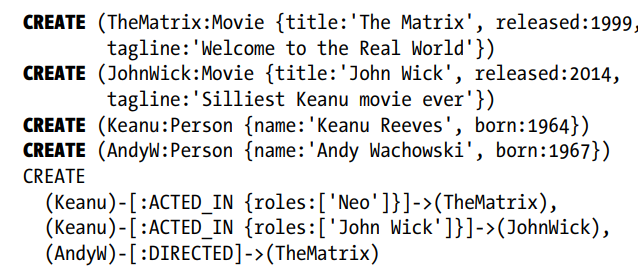 CREATE (TheMatrix:Movie {title:'The Matrix', released:1999,
tagline:'Welcome to the Real World'})
CREATE (JohnWick:Movie {title:'John Wick', released:2014,
tagline:'Silliest Keanu movie ever'})
CREATE (Keanu:Person {name:'Keanu Reeves', born:1964})
CREATE (AndyW:Person {name:'Andy Wachowski', born:1967})
CREATE
(Keanu)-[:ACTED_IN {roles:['Neo']}]->(TheMatrix),
(Keanu)-[:ACTED_IN {roles:['John Wick']}]->(JohnWick),
(AndyW)-[:DIRECTED]->(TheMatrix)